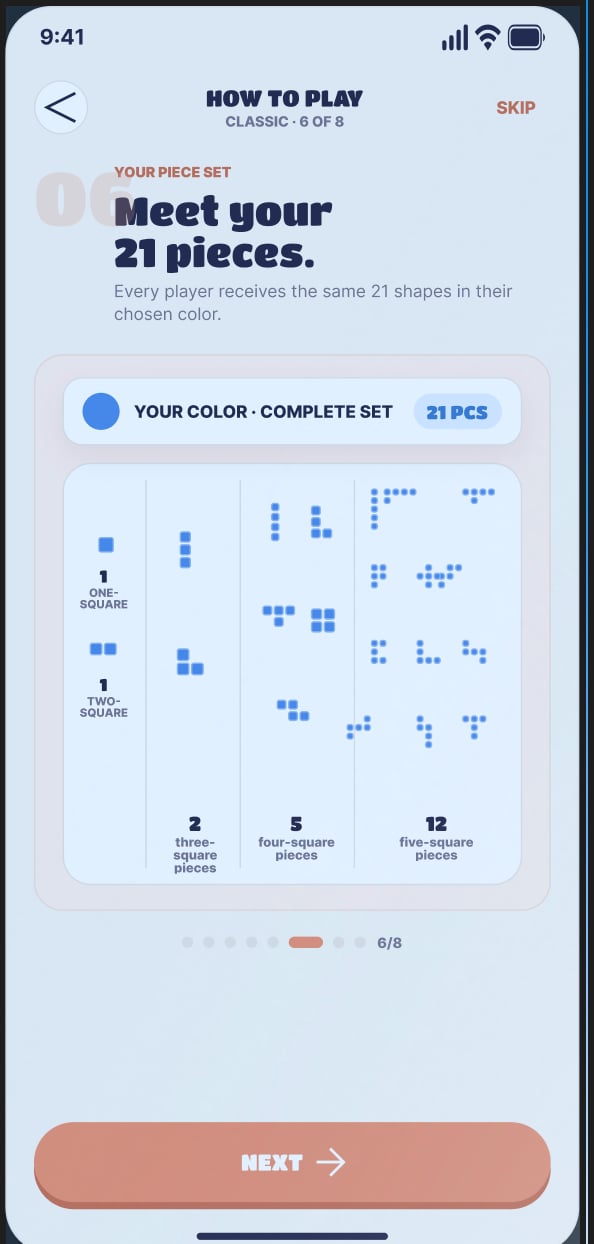 9:41
HOW TO PLAY
CLASSIC · 6 OF 8
SKIP
06
YOUR PIECE SET
Meet your
21 pieces.
Every player receives the same 21 shapes in their
chosen color.
YOUR COLOR · COMPLETE SET
21 PCS
1
ONE-
SQUARE
1
TWO-
SQUARE
2
three-
square
pieces
5
four-square
pieces
12
five-square
pieces
6/8
NEXT